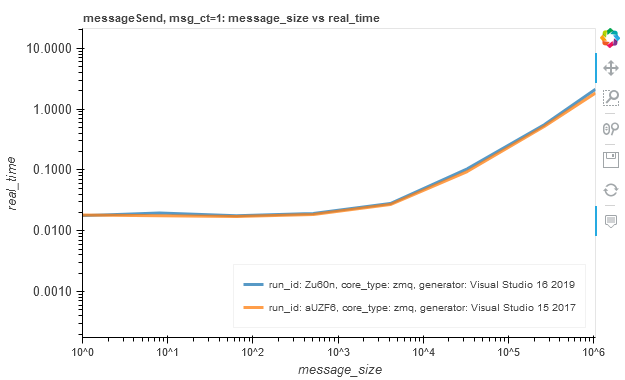 messageSend, msg_ct=1: message_size vs real_time
10.0000
1.0000
0.1000
0.0100
0.0010
real_time
run_id: Zu60n, core_type: zmq, generator: Visual Studio 16 2019
run_id: aUZF6, core_type: zmq, generator: Visual Studio 15 2017
10^0 10^1 10^2 10^3 10^4 10^5 10^6
message_size